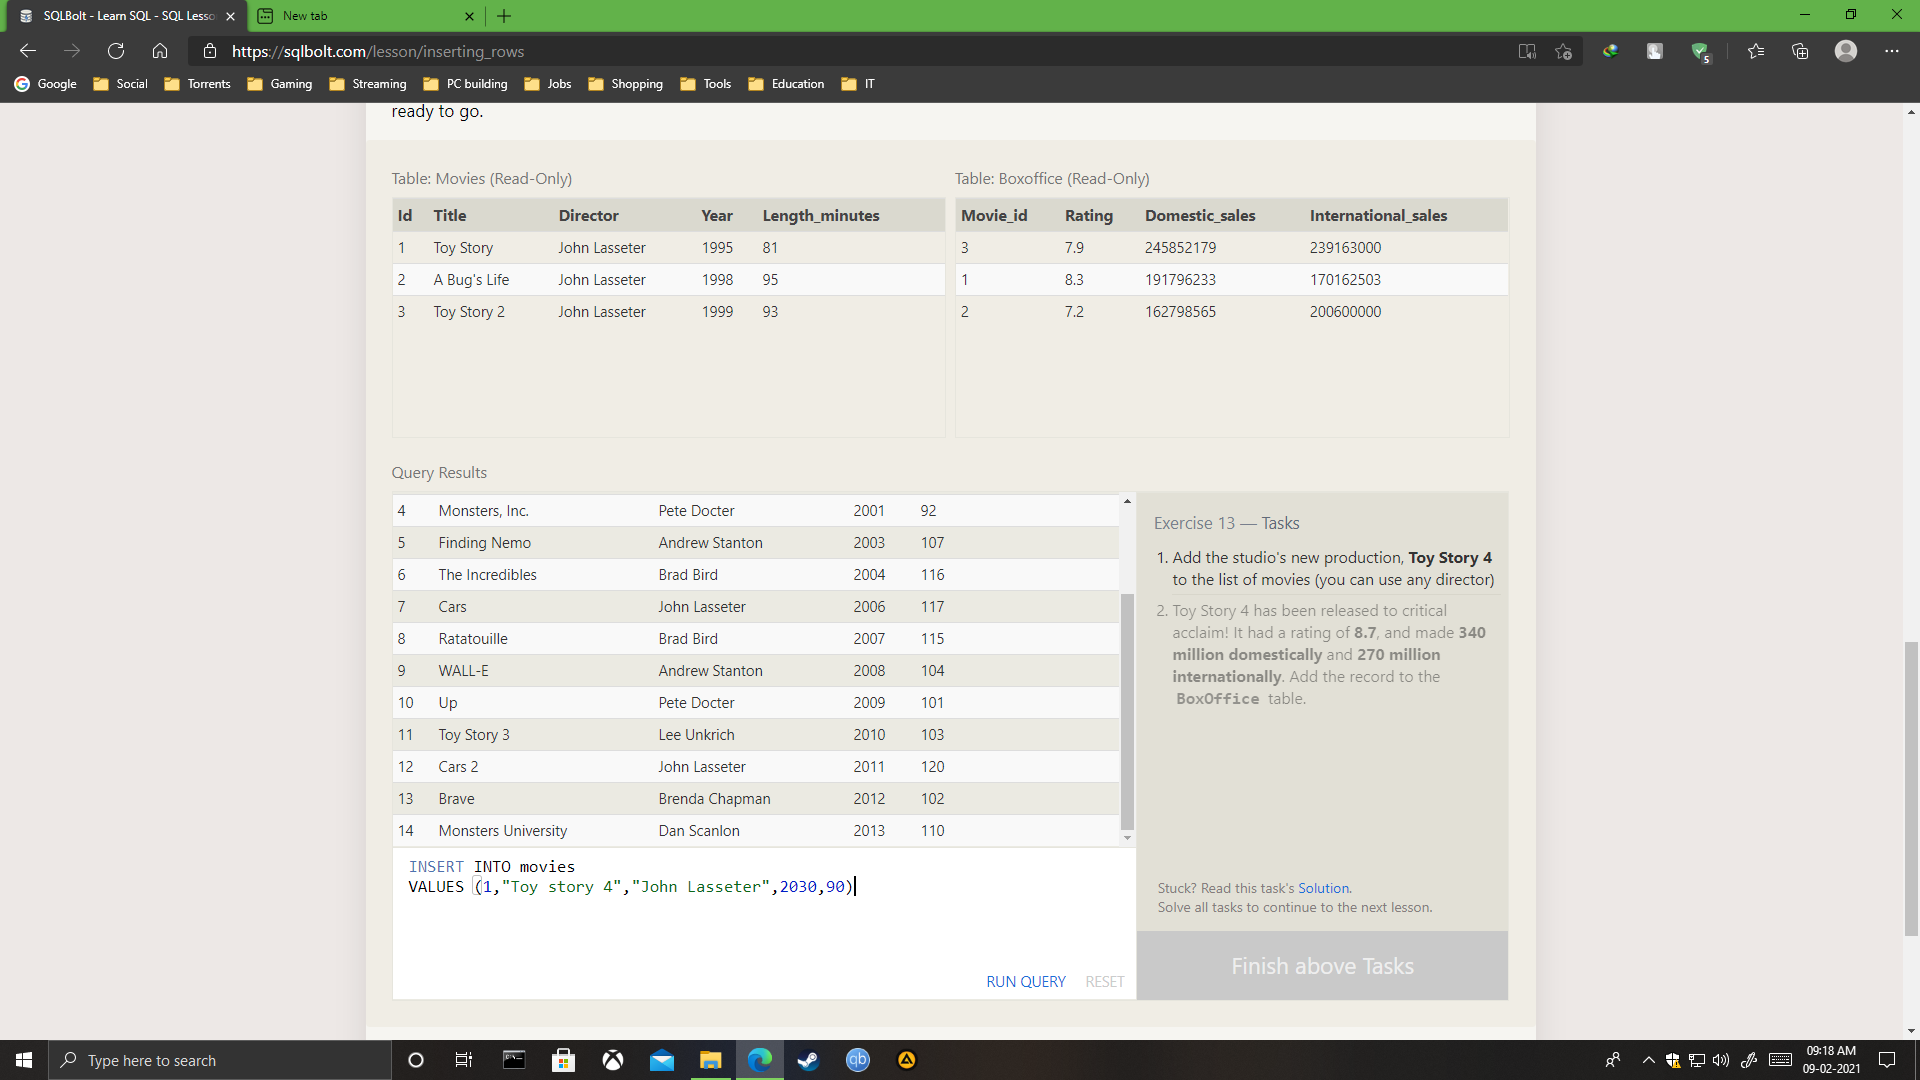 SQLBolt - Learn SQL - SQL Lesso
New tab
https://sqlbolt.com/lesson/inserting_rows
5
Google
Social
Torrents
Gaming
Streaming
PC building
Jobs
Shopping
Tools
Education
IT
ready to go.
Table: Movies (Read-Only)
Id Title Director Year Length_minutes
1 Toy Story John Lasseter 1995 81
2 A Bug's Life John Lasseter 1998 95
3 Toy Story 2 John Lasseter 1999 93
Table: Boxoffice (Read-Only)
Movie_id Rating Domestic_sales International_sales
3 7.9 245852179 239163000
1 8.3 191796233 170162503
2 7.2 162798565 200600000
Query Results
4 Monsters, Inc. Pete Docter 2001 92
5 Finding Nemo Andrew Stanton 2003 107
6 The Incredibles Brad Bird 2004 116
7 Cars John Lasseter 2006 117
8 Ratatouille Brad Bird 2007 115
9 WALL-E Andrew Stanton 2008 104
10 Up Pete Docter 2009 101
11 Toy Story 3 Lee Unkrich 2010 103
12 Cars 2 John Lasseter 2011 120
13 Brave Brenda Chapman 2012 102
14 Monsters University Dan Scanlon 2013 110
INSERT INTO movies
VALUES (1,"Toy story 4","John Lasseter",2030,90)
RUN QUERY RESET
Exercise 13 — Tasks
1. Add the studio's new production, Toy Story 4
to the list of movies (you can use any director)
2. Toy Story 4 has been released to critical
acclaim! It had a rating of 8.7, and made 340
million domestically and 270 million
internationally. Add the record to the
BoxOffice table.
Stuck? Read this task's Solution.
Solve all tasks to continue to the next lesson.
Finish above Tasks
Type here to search
qb
09:18 AM
09-02-2021